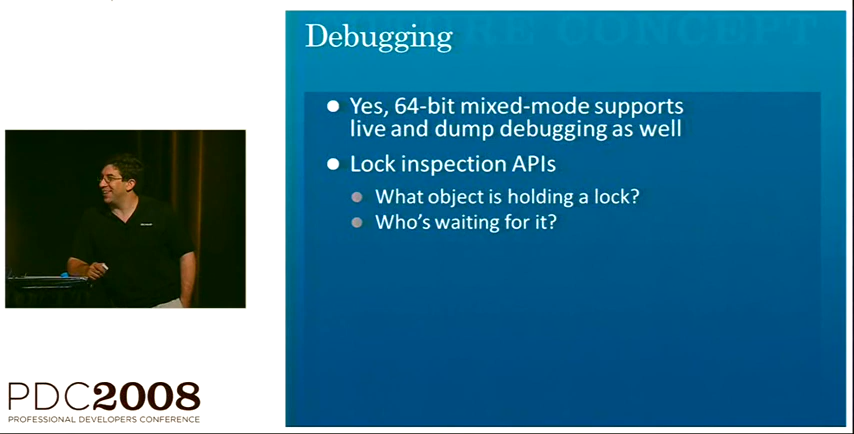 Debugging
Yes, 64-bit mixed-mode supports
live and dump debugging as well
Lock inspection APIs
What object is holding a lock?
Who's waiting for it?
PDC2008
PROFESSIONAL DEVELOPERS CONFERENCE